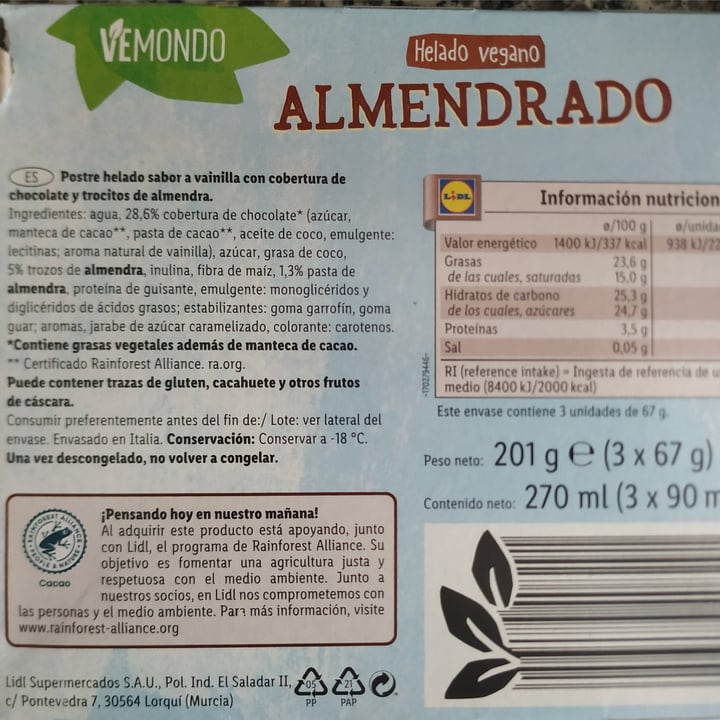 VEMONDO
Helado vegano
ALMENDRADO
ES Postre helado sabor a vainilla con cobertura de
chocolate y trocitos de almendra.
Ingredientes: agua, 28,6% cobertura de chocolate* (azúcar,
manteca de cacao**, pasta de cacao**, aceite de coco, emulgente:
lecitinas; aroma natural de vainilla), azúcar, grasa de coco,
5% trozos de almendra, inulina, fibra de maíz, 1,3% pasta de
almendra, proteína de guisante, emulgente: monoglicéridos y
diglicéridos de ácidos grasos; estabilizantes: goma garrofín, goma
guar; aromas, jarabe de azúcar caramelizado, colorante: carotenos.
*Contiene grasas vegetales además de manteca de cacao.
** Certificado Rainforest Alliance. ra.org.
Puede contener trazas de gluten, cacahuete y otros frutos
de cáscara.
Consumir preferentemente antes del fin de:/ Lote: ver lateral del
envase. Envasado en Italia. Conservación: Conservar a -18 °C.
Una vez descongelado, no volver a congelar.
RAINFOREST ALLIANCE
PEOPLE & NATURE
Cacao
¡Pensando hoy en nuestro mañana!
Al adquirir este producto está apoyando, junto
con Lidl, el programa de Rainforest Alliance. Su
objetivo es fomentar una agricultura justa y
respetuosa con el medio ambiente. Junto a
nuestros socios, en Lidl nos comprometemos con
las personas y el medio ambiente. Para más información, visite
www.rainforest-alliance.org
Lidl Supermercados S.A.U., Pol. Ind. El Saladar II,
c/ Pontevedra 7, 30564 Lorquí (Murcia)
05 PP
21 PAP
LIDL
Información nutricion
ø/100 g ø/unida
Valor energético 1400 kJ/337 kcal 938 kJ/22
Grasas 23,6 g
de las cuales, saturadas 15,0 g
Hidratos de carbono 25,3 g
de los cuales, azúcares 24,7 g
Proteínas 3,5 g
Sal 0,05 g
RI (reference intake) = Ingesta de referencia de u
medio (8400 kJ/2000 kcal)
Este envase contiene 3 unidades de 67 g.
Peso neto: 201 g e (3 x 67 g)
Contenido neto: 270 ml (3 x 90 m